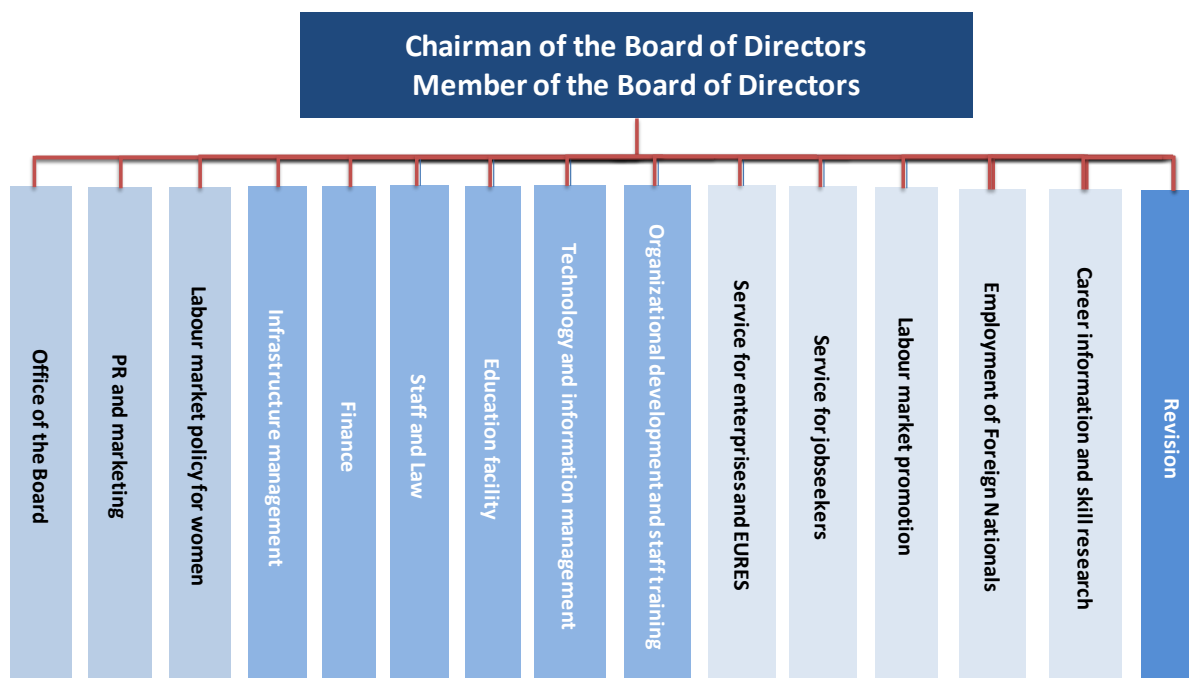 Chairman of the Board of Directors
Member of the Board of Directors
Office of the Board
PR and marketing
Labour market policy for women
Infrastructure management
Finance
Staff and Law
Education facility
Technology and information management
Organizational development and staff training
Service for enterprises and EURES
Service for jobseekers
Labour market promotion
Employment of Foreign Nationals
Career information and skill research
Revision